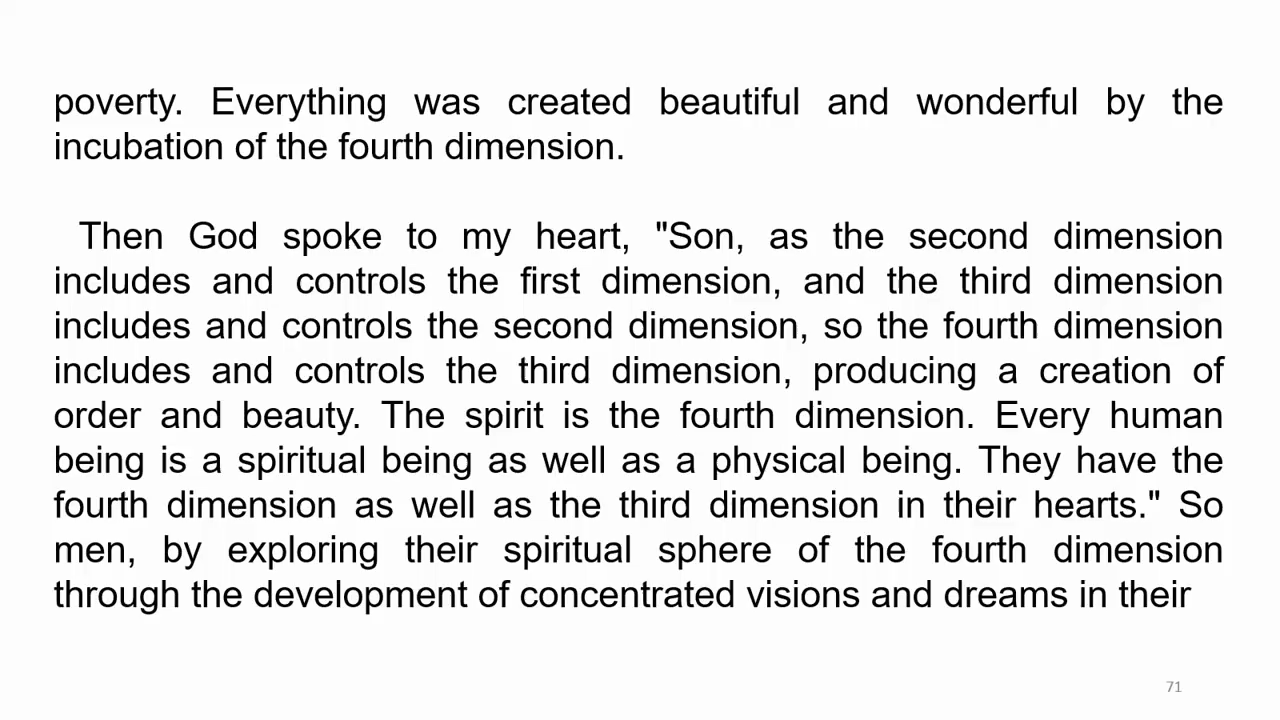 poverty. Everything was created beautiful and wonderful by the
incubation of the fourth dimension.
Then God spoke to my heart, "Son, as the second dimension
includes and controls the first dimension, and the third dimension
includes and controls the second dimension, so the fourth dimension
includes and controls the third dimension, producing a creation of
order and beauty. The spirit is the fourth dimension. Every human
being is a spiritual being as well as a physical being. They have the
fourth dimension as well as the third dimension in their hearts." So
men, by exploring their spiritual sphere of the fourth dimension
through the development of concentrated visions and dreams in their
71